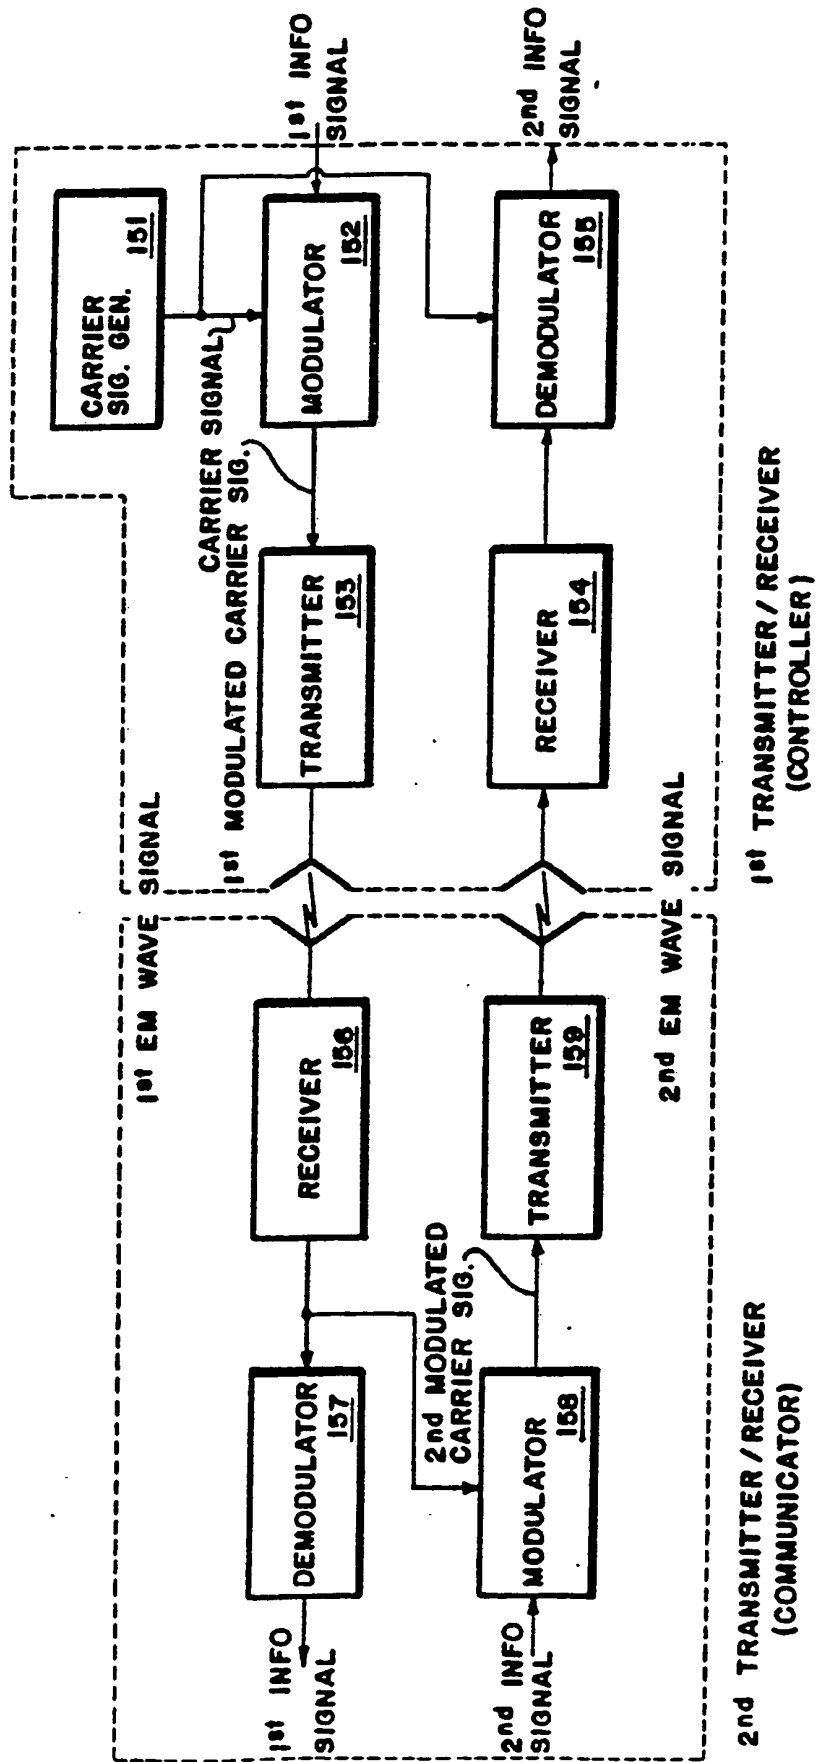 1st INFO
SIGNAL
2nd INFO
SIGNAL
CARRIER
SIG. GEN.
151
CARRIER SIGNAL
MODULATOR
152
1st MODULATED CARRIER SIG.
TRANSMITTER
153
DEMODULATOR
155
RECEIVER
154
1st TRANSMITTER/RECEIVER
(CONTROLLER)
1st EM WAVE SIGNAL
2nd EM WAVE SIGNAL
RECEIVER
156
TRANSMITTER
159
2nd MODULATED
CARRIER SIG.
DEMODULATOR
157
MODULATOR
158
1st INFO
SIGNAL
2nd INFO
SIGNAL
2nd TRANSMITTER/RECEIVER
(COMMUNICATOR)